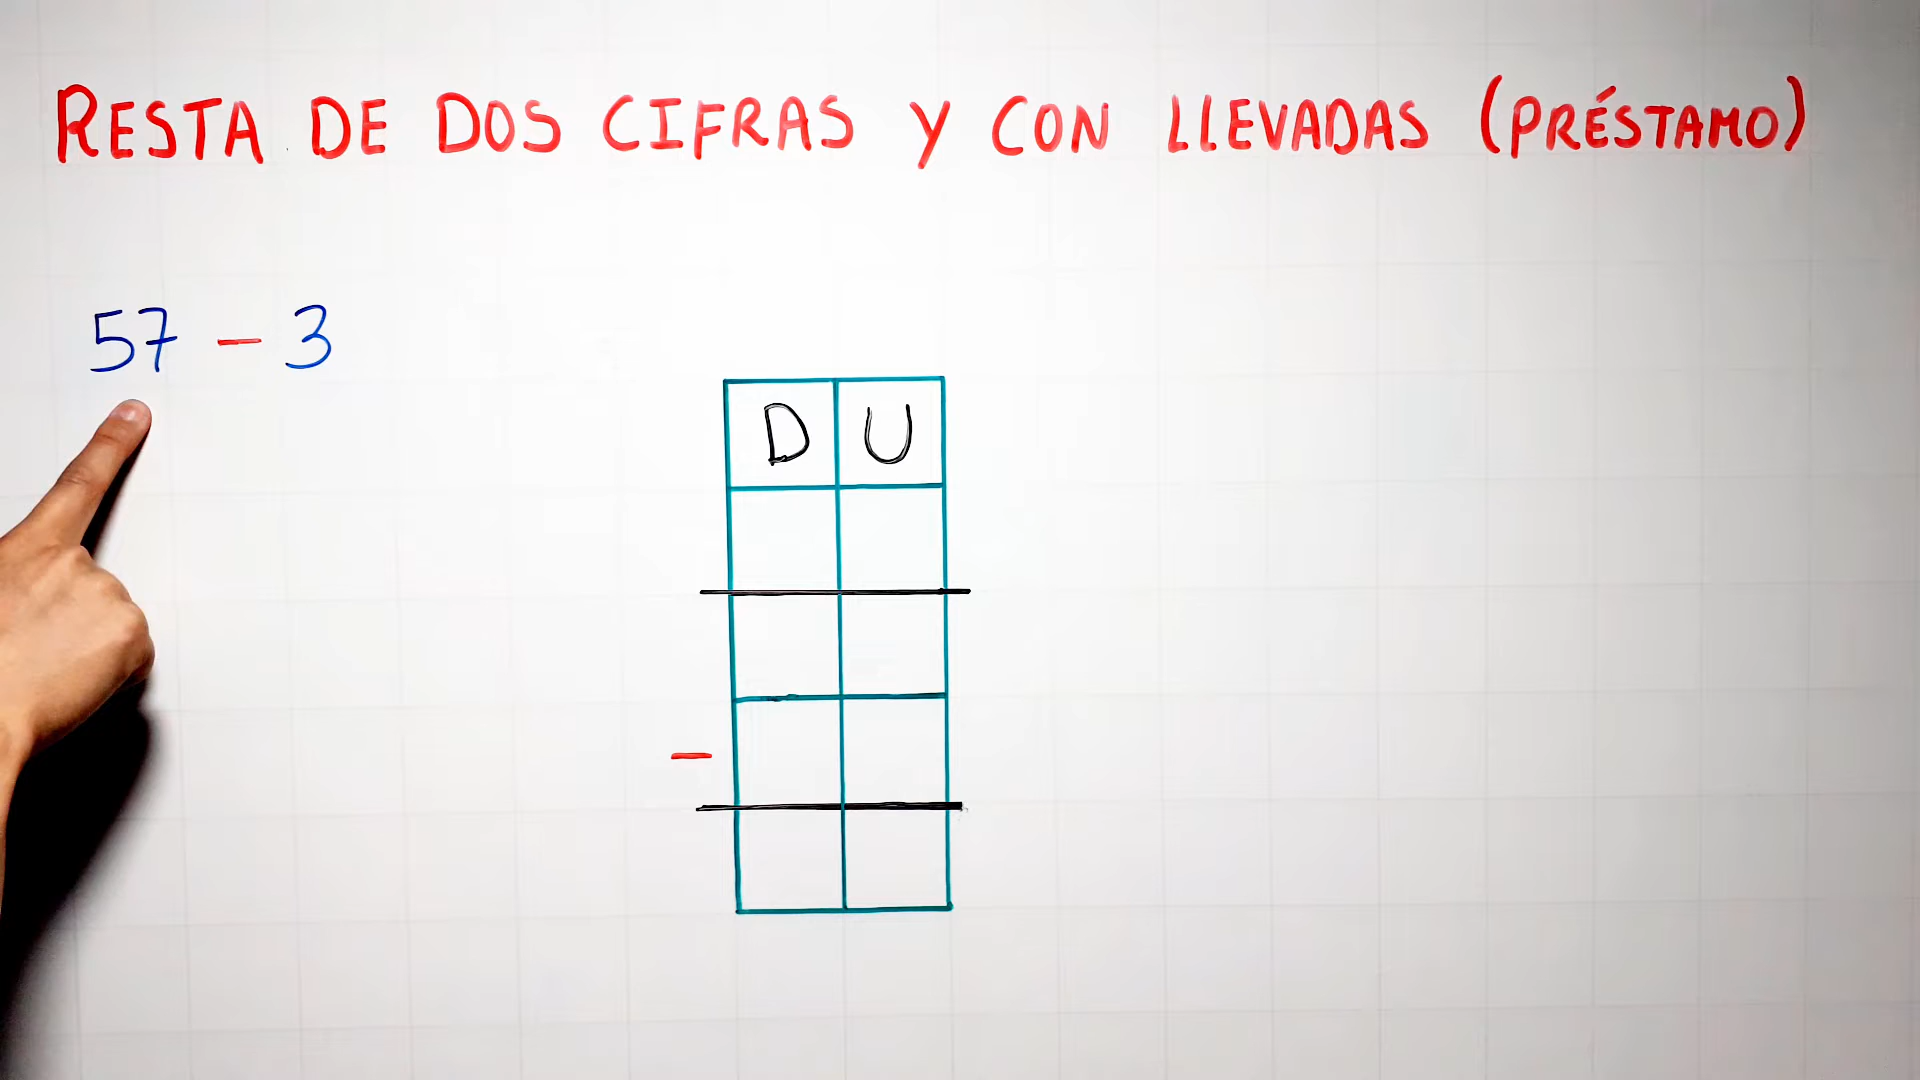 RESTA DE DOS CIFRAS Y CON LLEVADAS (PRÉSTAMO)
57 - 3
D U
-